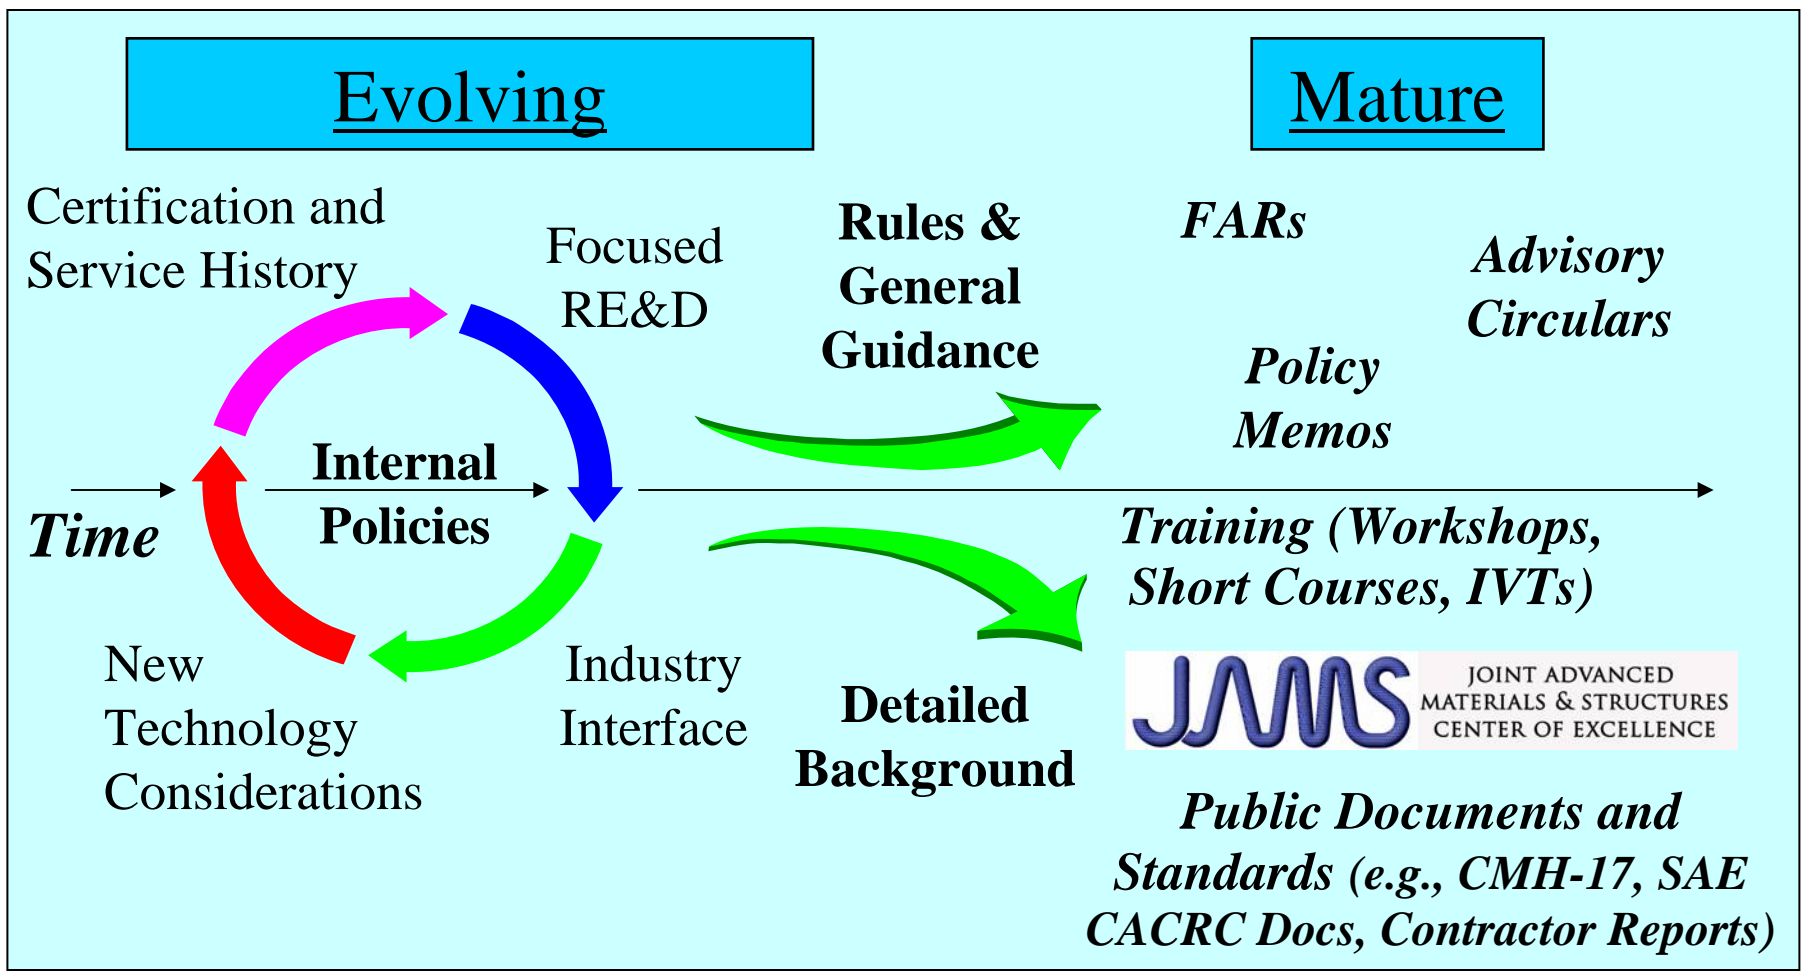 Evolving
Mature
Certification and
Service History
Focused
RE&D
Rules &
General
Guidance
FARs
Advisory
Circulars
Policy
Memos
Internal
Policies
Time
Training (Workshops,
Short Courses, IVTs)
New
Technology
Considerations
Industry
Interface
Detailed
Background
JAMS
JOINT ADVANCED
MATERIALS & STRUCTURES
CENTER OF EXCELLENCE
Public Documents and
Standards (e.g., CMH-17, SAE
CACRC Docs, Contractor Reports)